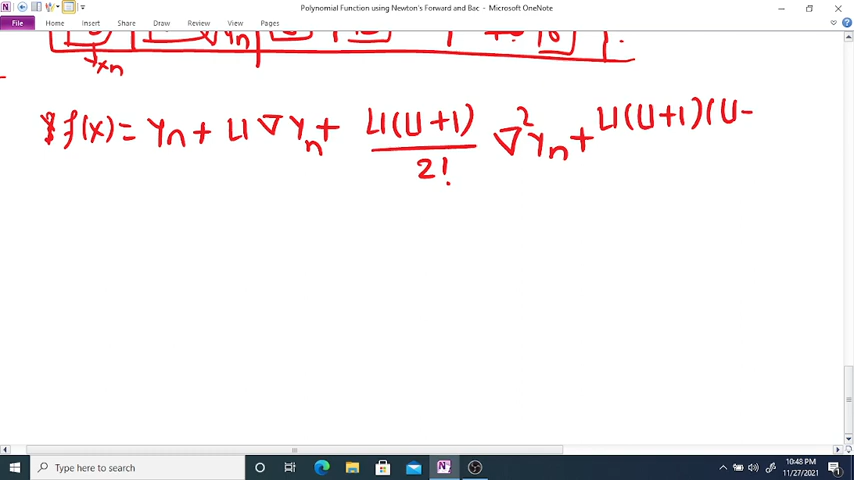 Polynomial Function using Newton's Forward and Bac - Microsoft OneNote
File Home Insert Share Draw Review View Pages
xn
f(x) = yn + u ∇yn + u(u+1)/2! ∇²yn + u(u+1)(u-
Type here to search
10:48 PM
11/27/2021